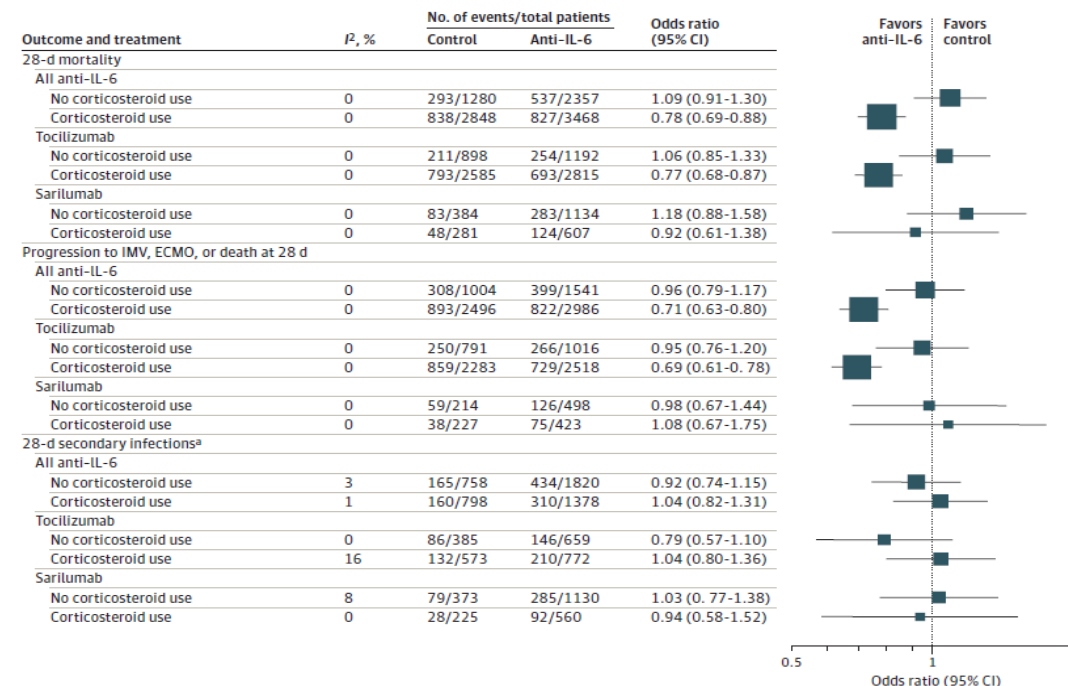 No. of events/total patients Odds ratio Favors Favors
Outcome and treatment I², % Control Anti-IL-6 (95% CI) anti-IL-6 control
28-d mortality
All anti-IL-6
No corticosteroid use 0 293/1280 537/2357 1.09 (0.91-1.30)
Corticosteroid use 0 838/2848 827/3468 0.78 (0.69-0.88)
Tocilizumab
No corticosteroid use 0 211/898 254/1192 1.06 (0.85-1.33)
Corticosteroid use 0 793/2585 693/2815 0.77 (0.68-0.87)
Sarilumab
No corticosteroid use 0 83/384 283/1134 1.18 (0.88-1.58)
Corticosteroid use 0 48/281 124/607 0.92 (0.61-1.38)
Progression to IMV, ECMO, or death at 28 d
All anti-IL-6
No corticosteroid use 0 308/1004 399/1541 0.96 (0.79-1.17)
Corticosteroid use 0 893/2496 822/2986 0.71 (0.63-0.80)
Tocilizumab
No corticosteroid use 0 250/791 266/1016 0.95 (0.76-1.20)
Corticosteroid use 0 859/2283 729/2518 0.69 (0.61-0. 78)
Sarilumab
No corticosteroid use 0 59/214 126/498 0.98 (0.67-1.44)
Corticosteroid use 0 38/227 75/423 1.08 (0.67-1.75)
28-d secondary infectionsᵃ
All anti-IL-6
No corticosteroid use 3 165/758 434/1820 0.92 (0.74-1.15)
Corticosteroid use 1 160/798 310/1378 1.04 (0.82-1.31)
Tocilizumab
No corticosteroid use 0 86/385 146/659 0.79 (0.57-1.10)
Corticosteroid use 16 132/573 210/772 1.04 (0.80-1.36)
Sarilumab
No corticosteroid use 8 79/373 285/1130 1.03 (0. 77-1.38)
Corticosteroid use 0 28/225 92/560 0.94 (0.58-1.52)
0.5 1
Odds ratio (95% CI)